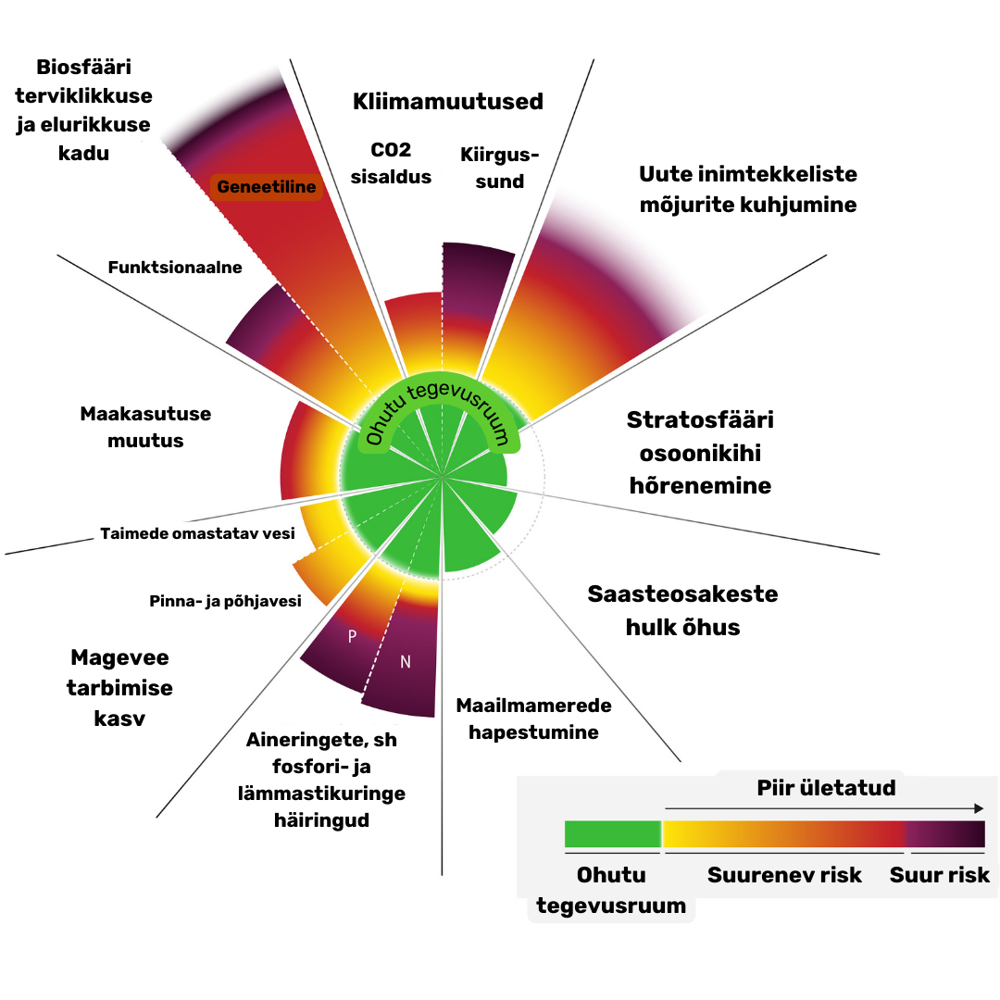 Biosfääri
terviklikkuse
ja elurikkuse
kadu
Geneetiline
Funktsionaalne
Kliimamuutused
CO2
sisaldus
Kiirgus-
sund
Uute inimtekkeliste
mõjurite kuhjumine
Ohutu tegevusruum
Stratosfääri
osoonikihi
hõrenemine
Maakasutuse
muutus
Taimede omastatav vesi
Pinna- ja põhjavesi
Magevee
tarbimise
kasv
P
N
Saasteosakeste
hulk õhus
Maailmamerede
hapestumine
Aineringete, sh
fosfori- ja
lämmastikuringe
häiringud
Piir ületatud
Ohutu
tegevusruum
Suurenev risk
Suur risk